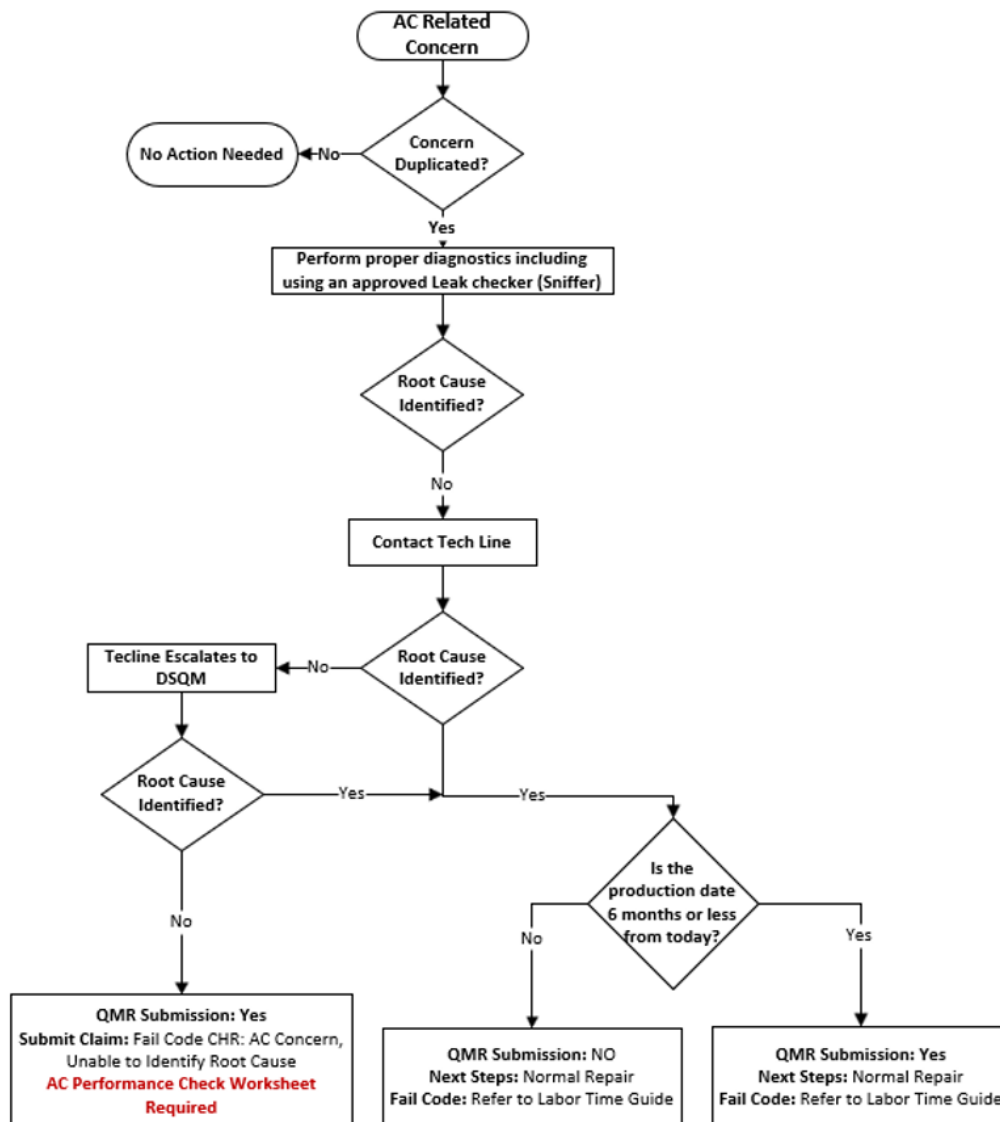 AC Related
Concern
Concern
Duplicated?
No
No Action Needed
Yes
Perform proper diagnostics including
using an approved Leak checker (Sniffer)
Root Cause
Identified?
No
Contact Tech Line
Root Cause
Identified?
No
Tecline Escalates to
DSQM
Root Cause
Identified?
Yes
Yes
Is the
production date
6 months or less
from today?
No
No
Yes
QMR Submission: Yes
Submit Claim: Fail Code CHR: AC Concern,
Unable to Identify Root Cause
AC Performance Check Worksheet
Required
QMR Submission: NO
Next Steps: Normal Repair
Fail Code: Refer to Labor Time Guide
QMR Submission: Yes
Next Steps: Normal Repair
Fail Code: Refer to Labor Time Guide